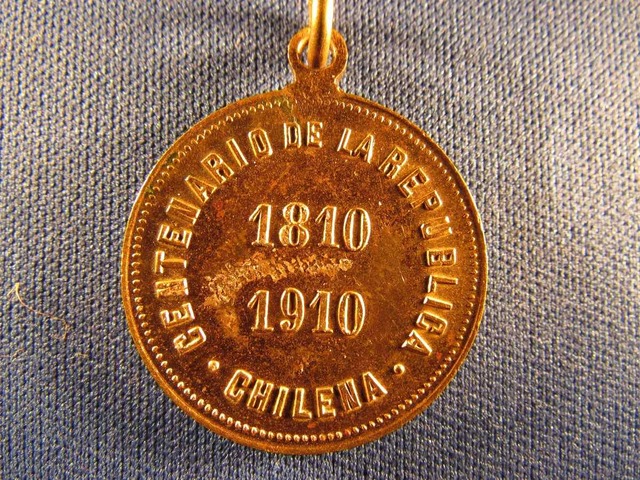 CENTENARIO DE LA REPUBLICA
· CHILENA ·
1810
1910